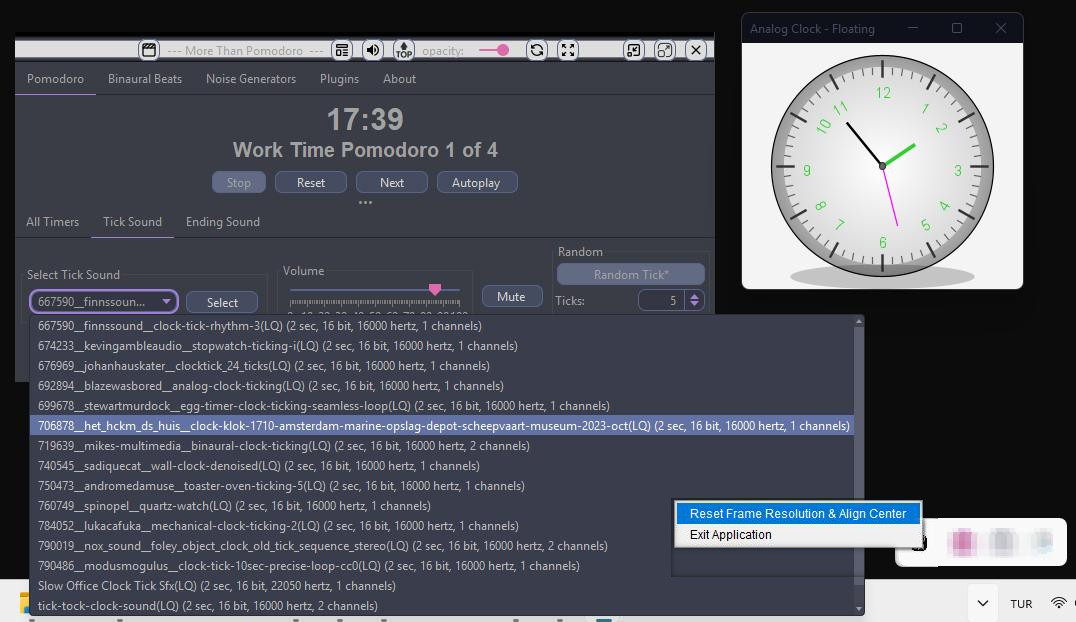 Analog Clock - Floating
--- More Than Pomodoro ---
TOP
opacity:
Pomodoro Binaural Beats Noise Generators Plugins About
17:39
Work Time Pomodoro 1 of 4
Stop Reset Next Autoplay
...
All Timers Tick Sound Ending Sound
12
1
2
3
4
5
6
7
8
9
10
11
Random
Random Tick*
Ticks: 5
Select Tick Sound
Volume
667590__finnssoun...
Select
Mute
667590__finnssound__clock-tick-rhythm-3(LQ) (2 sec, 16 bit, 16000 hertz, 1 channels)
674233__kevingambleaudio__stopwatch-ticking-i(LQ) (2 sec, 16 bit, 16000 hertz, 1 channels)
676969__johanhauskater__clocktick_24_ticks(LQ) (2 sec, 16 bit, 16000 hertz, 1 channels)
692894__blazewasbored__analog-clock-ticking(LQ) (2 sec, 16 bit, 16000 hertz, 1 channels)
699678__stewartmurdock__egg-timer-clock-ticking-seamless-loop(LQ) (2 sec, 16 bit, 16000 hertz, 1 channels)
706878__het_hckm_ds_huis__clock-klok-1710-amsterdam-marine-opslag-depot-scheepvaart-museum-2023-oct(LQ) (2 sec, 16 bit, 16000 hertz, 1 channels)
719639__mikes-multimedia__binaural-clock-ticking(LQ) (2 sec, 16 bit, 16000 hertz, 2 channels)
740545__sadiquecat__wall-clock-denoised(LQ) (2 sec, 16 bit, 16000 hertz, 1 channels)
750473__andromedamuse__toaster-oven-ticking-5(LQ) (2 sec, 16 bit, 16000 hertz, 1 channels)
760749__spinopel__quartz-watch(LQ) (2 sec, 16 bit, 16000 hertz, 1 channels)
784052__lukacafuka__mechanical-clock-ticking-2(LQ) (2 sec, 16 bit, 16000 hertz, 1 channels)
790019__nox_sound__foley_object_clock_old_tick_sequence_stereo(LQ) (2 sec, 16 bit, 16000 hertz, 2 channels)
790486__modusmogulus__clock-tick-10sec-precise-loop-cc0(LQ) (2 sec, 16 bit, 16000 hertz, 1 channels)
Slow Office Clock Tick Sfx(LQ) (2 sec, 16 bit, 22050 hertz, 1 channels)
tick-tock-clock-sound(LQ) (2 sec, 16 bit, 16000 hertz, 2 channels)
Reset Frame Resolution & Align Center
Exit Application
TUR